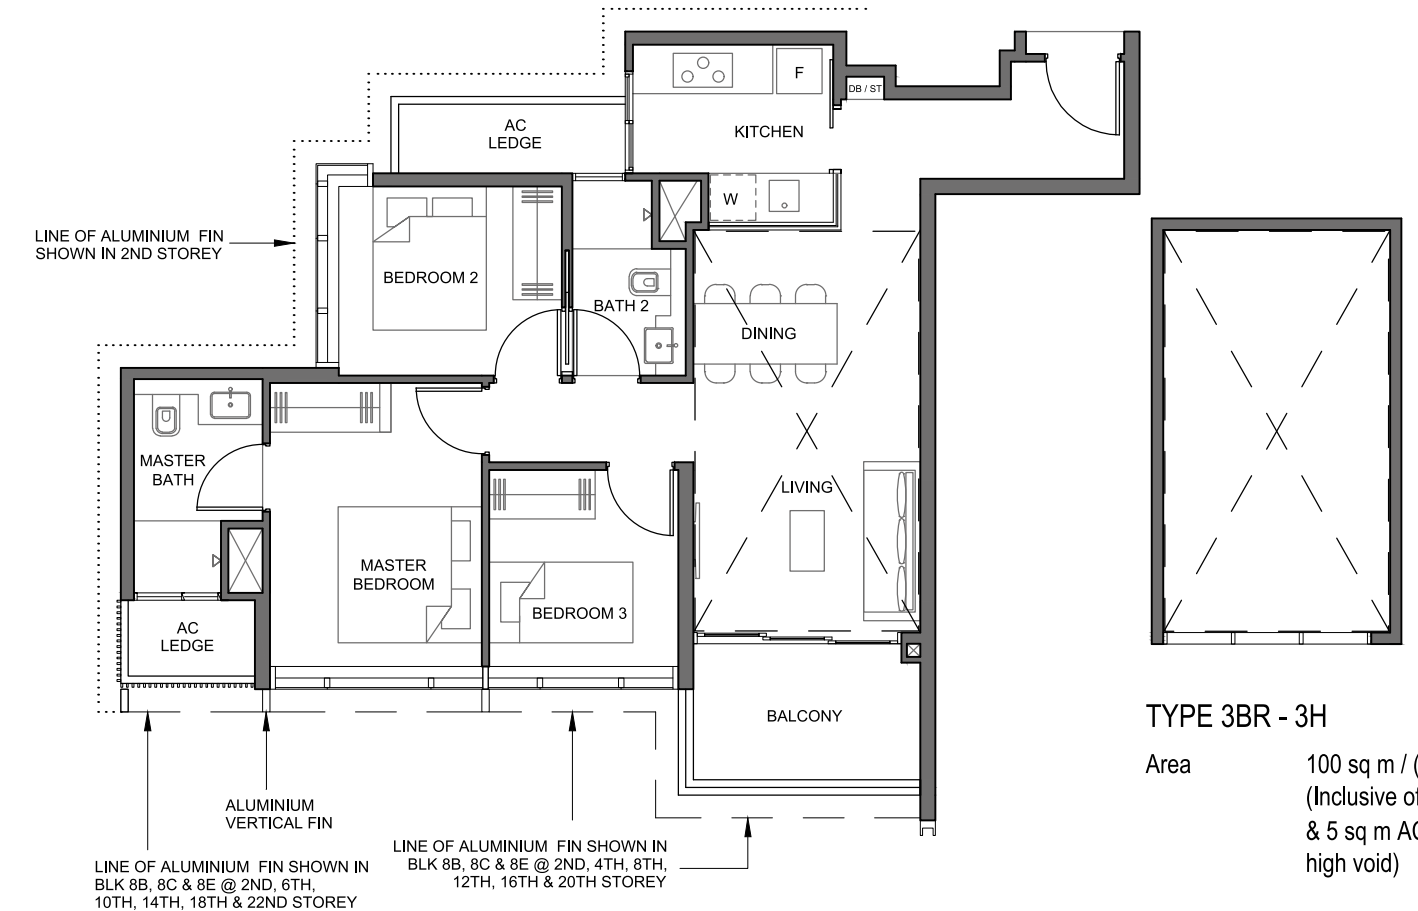 F
DB / ST
AC
LEDGE
KITCHEN
W
LINE OF ALUMINIUM FIN
SHOWN IN 2ND STOREY
BEDROOM 2
BATH 2
DINING
MASTER
BATH
LIVING
MASTER
BEDROOM
BEDROOM 3
AC
LEDGE
BALCONY
ALUMINIUM
VERTICAL FIN
LINE OF ALUMINIUM FIN SHOWN IN
BLK 8B, 8C & 8E @ 2ND, 6TH,
10TH, 14TH, 18TH & 22ND STOREY
LINE OF ALUMINIUM FIN SHOWN IN
BLK 8B, 8C & 8E @ 2ND, 4TH, 8TH,
12TH, 16TH & 20TH STOREY
TYPE 3BR - 3H
Area
100 sq m / (
(Inclusive of
& 5 sq m AC
high void)